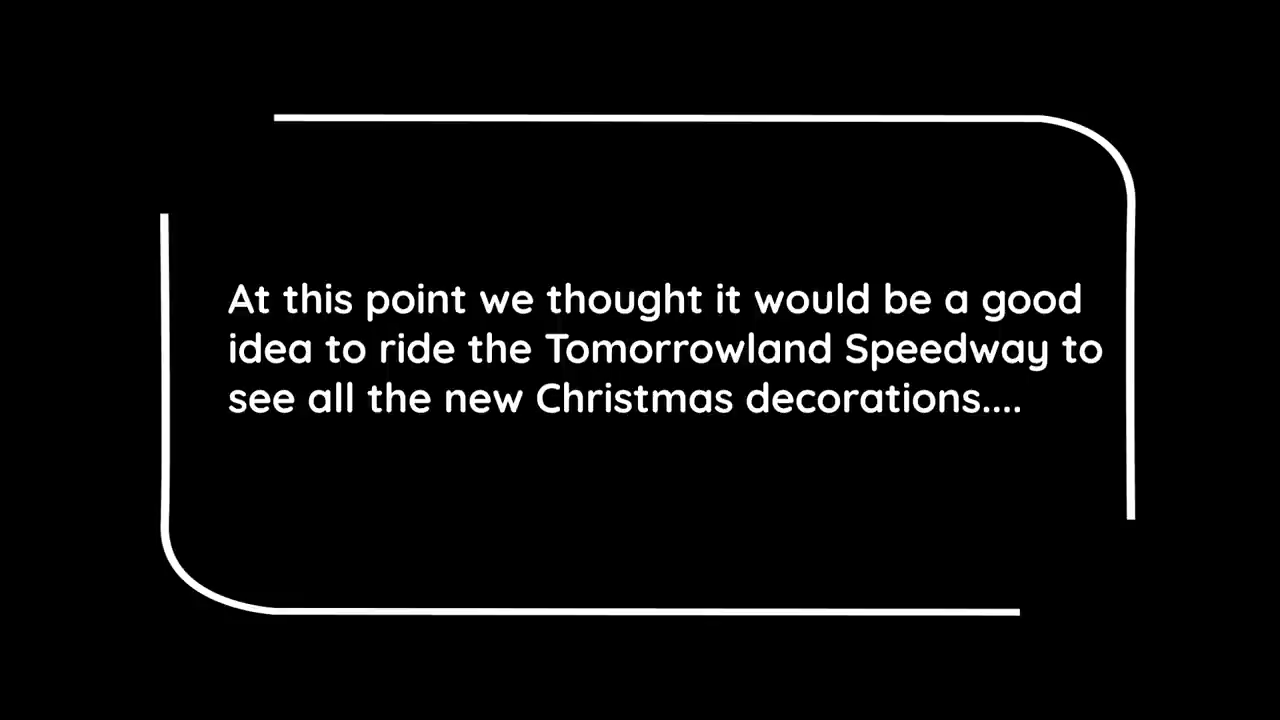 At this point we thought it would be a good
idea to ride the Tomorrowland Speedway to
see all the new Christmas decorations....